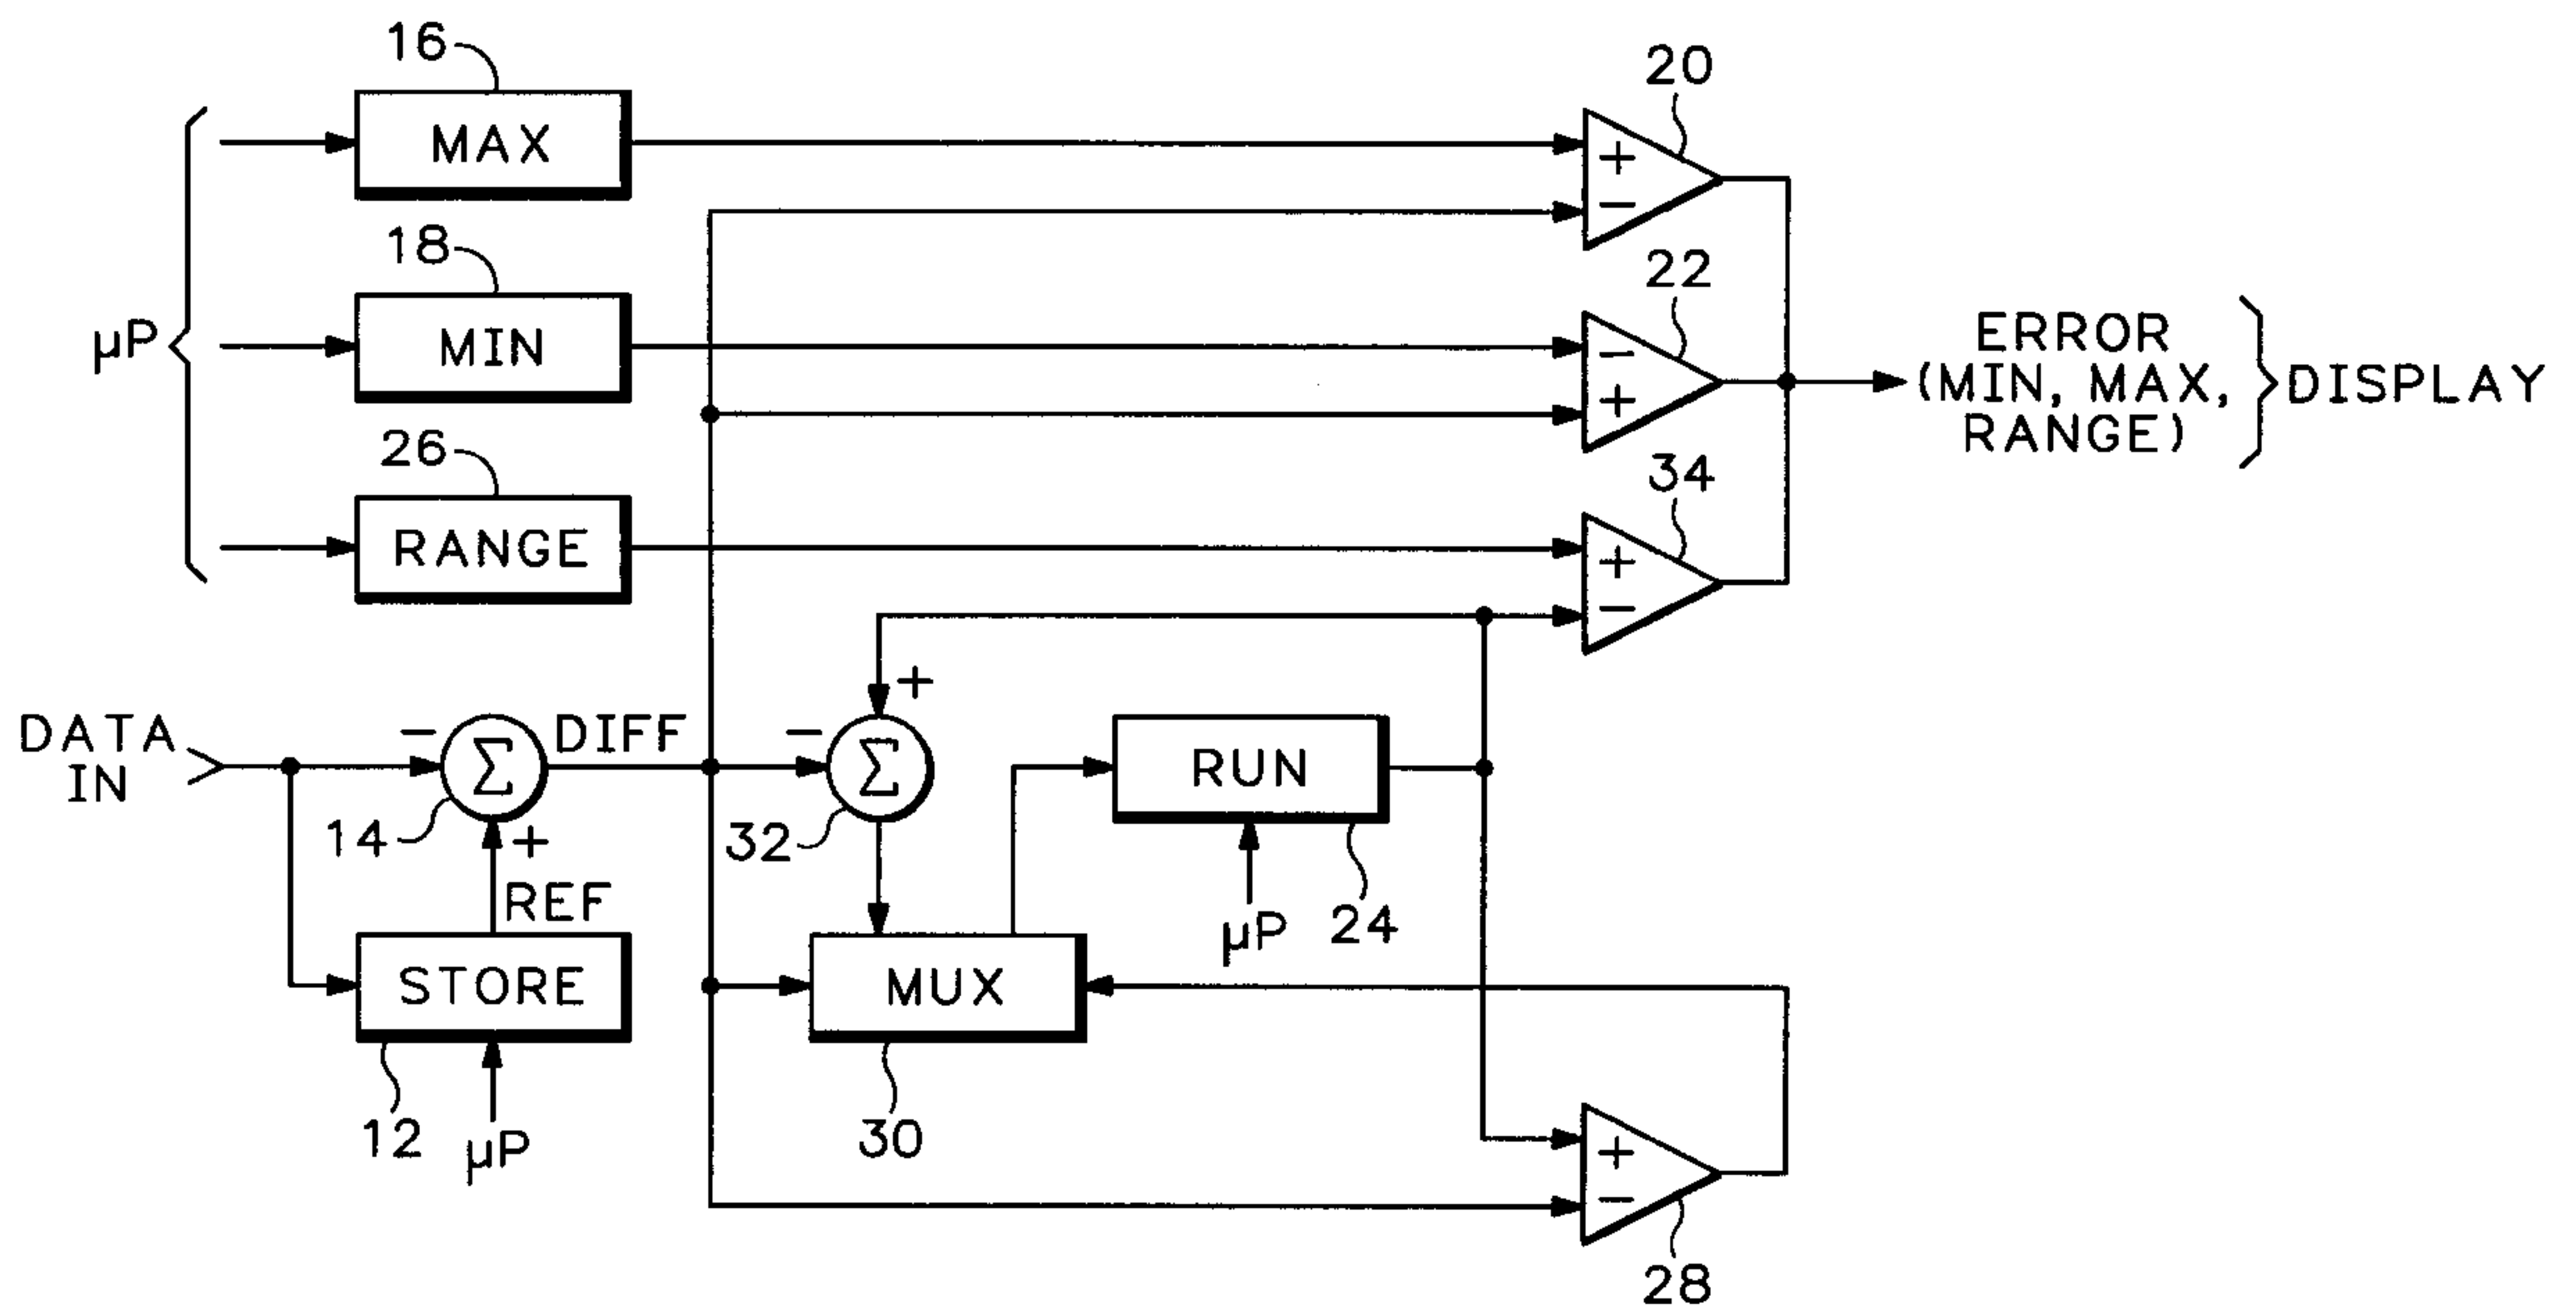 16
MAX
20
+
−
18
MIN
22
−
+
µP
ERROR
(MIN, MAX,
RANGE)
DISPLAY
26
RANGE
34
+
−
DATA
IN
−
Σ
DIFF
14
+
REF
−
+
Σ
32
RUN
µP
24
STORE
12
µP
MUX
30
+
−
28